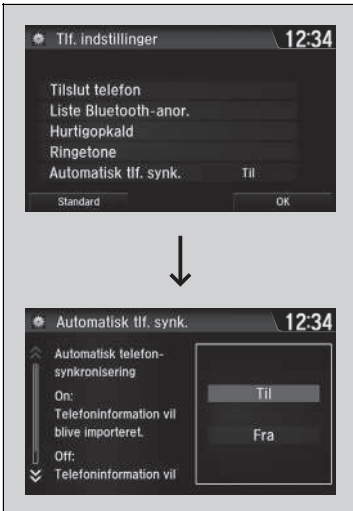 Tlf. indstillinger 12:34
Tilslut telefon
Liste Bluetooth-anor.
Hurtigopkald
Ringetone
Automatisk tlf. synk. Til
Standard OK
Automatisk tlf. synk. 12:34
Automatisk telefon-
synkronisering
On:
Telefoninformation vil
blive importeret.
Off:
Telefoninformation vil
Til
Fra